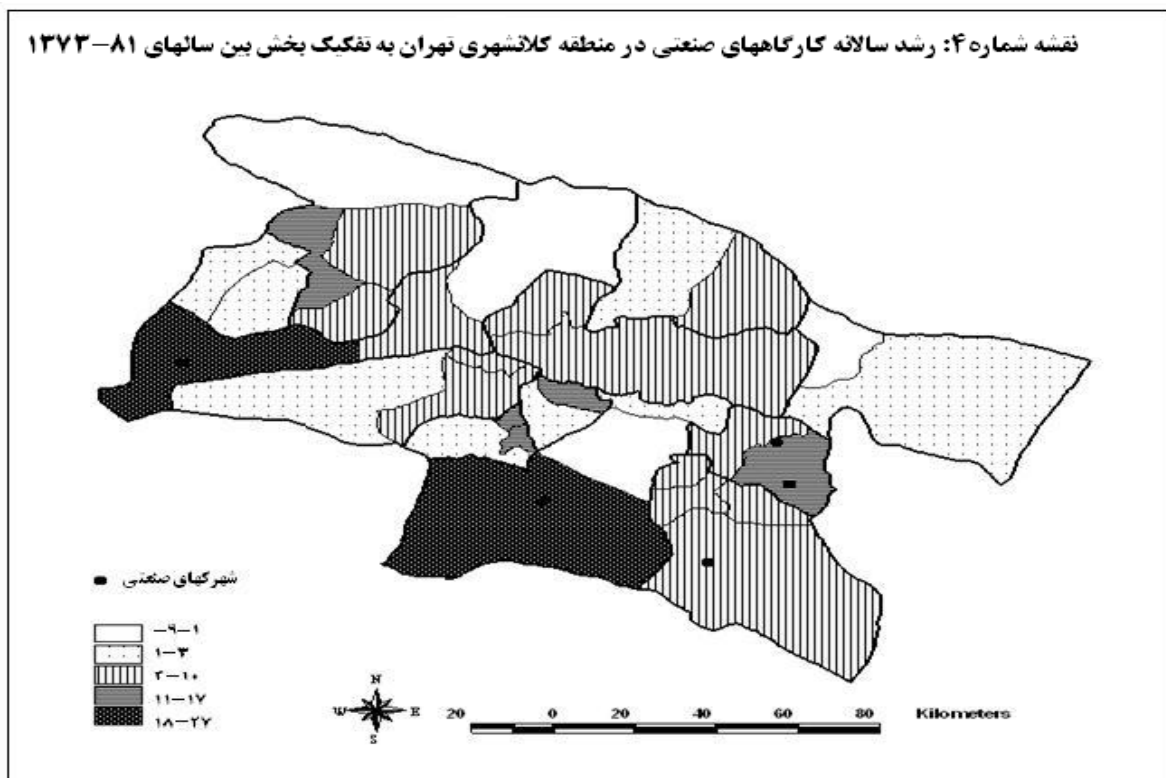 نقشه شماره ۴: رشد سالانه کارگاههای صنعتی در منطقه کلانشهری تهران به تفکیک بخش بین سالهای ۸۱-۱۳۷۳
شهرکهای صنعتی
-۹-۱
۱-۳
۴-۱۰
۱۱-۱۷
۱۸-۲۷
N
W E
S
20 0 20 40 60 80 Kilometers